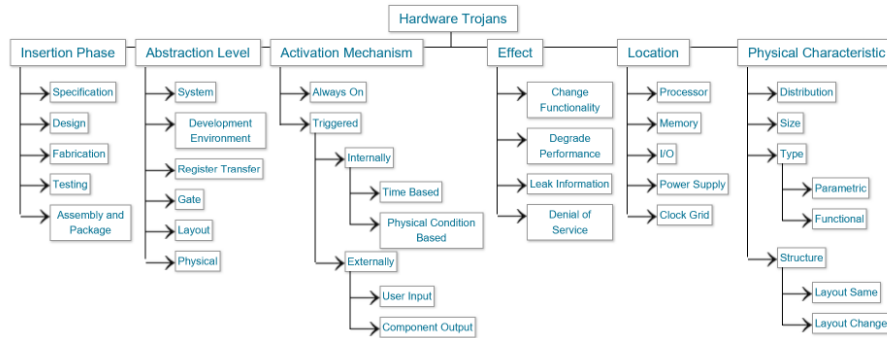 Hardware Trojans
Insertion Phase
Specification
Design
Fabrication
Testing
Assembly and
Package
Abstraction Level
System
Development
Environment
Register Transfer
Gate
Layout
Physical
Activation Mechanism
Always On
Triggered
Internally
Time Based
Physical Condition
Based
Externally
User Input
Component Output
Effect
Change
Functionality
Degrade
Performance
Leak Information
Denial of
Service
Location
Processor
Memory
I/O
Power Supply
Clock Grid
Physical Characteristic
Distribution
Size
Type
Parametric
Functional
Structure
Layout Same
Layout Change